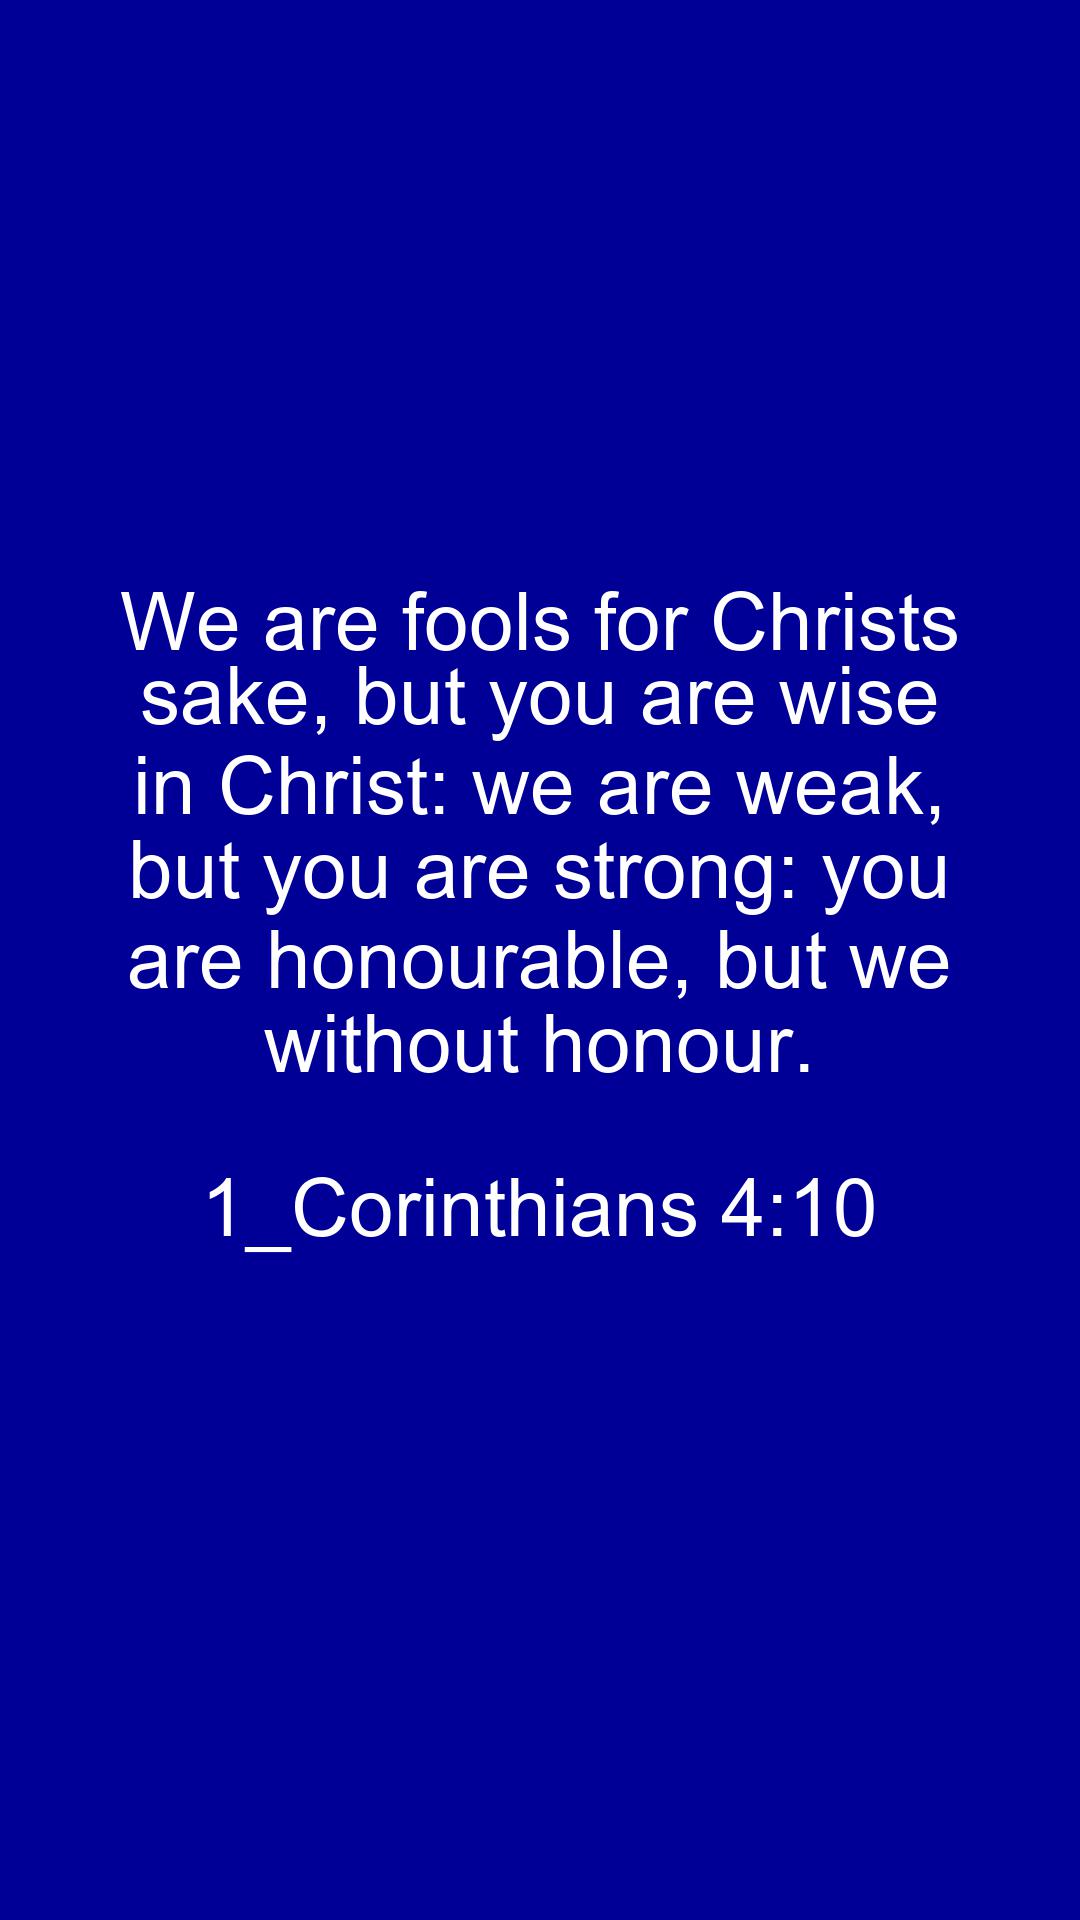 We are fools for Christs
sake, but you are wise
in Christ: we are weak,
but you are strong: you
are honourable, but we
without honour.
1_Corinthians 4:10